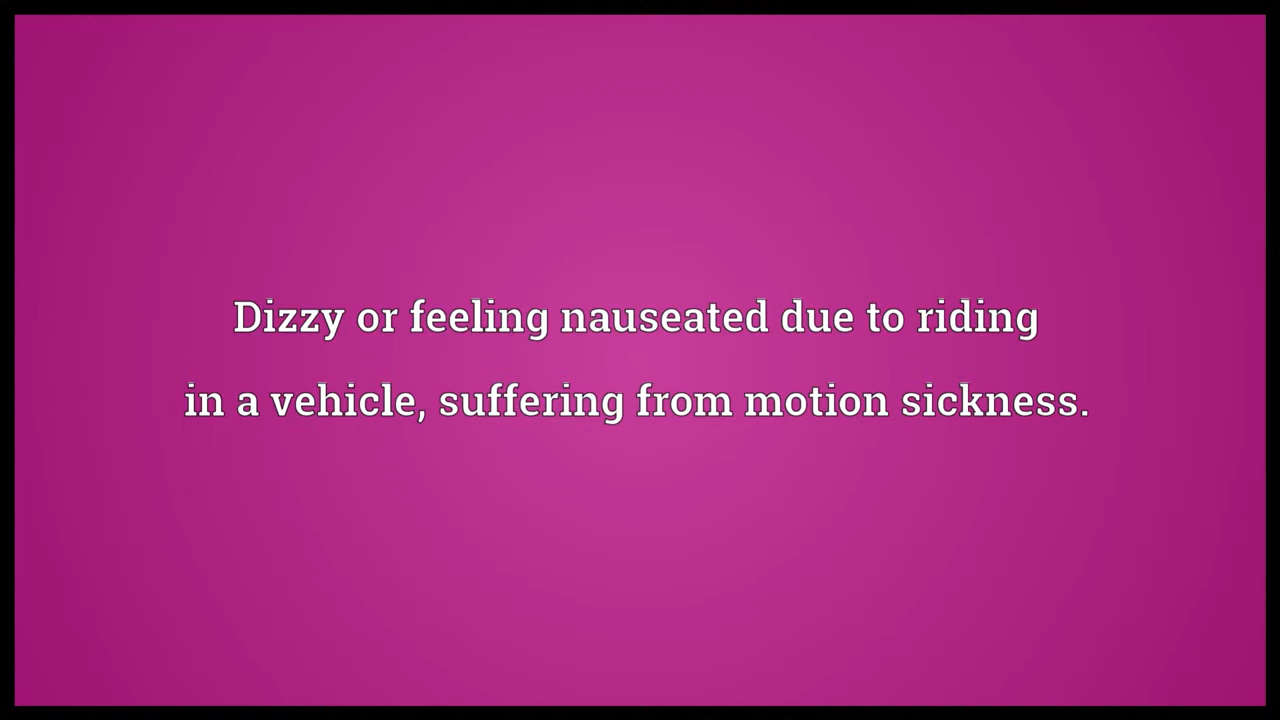 Dizzy or feeling nauseated due to riding
in a vehicle, suffering from motion sickness.